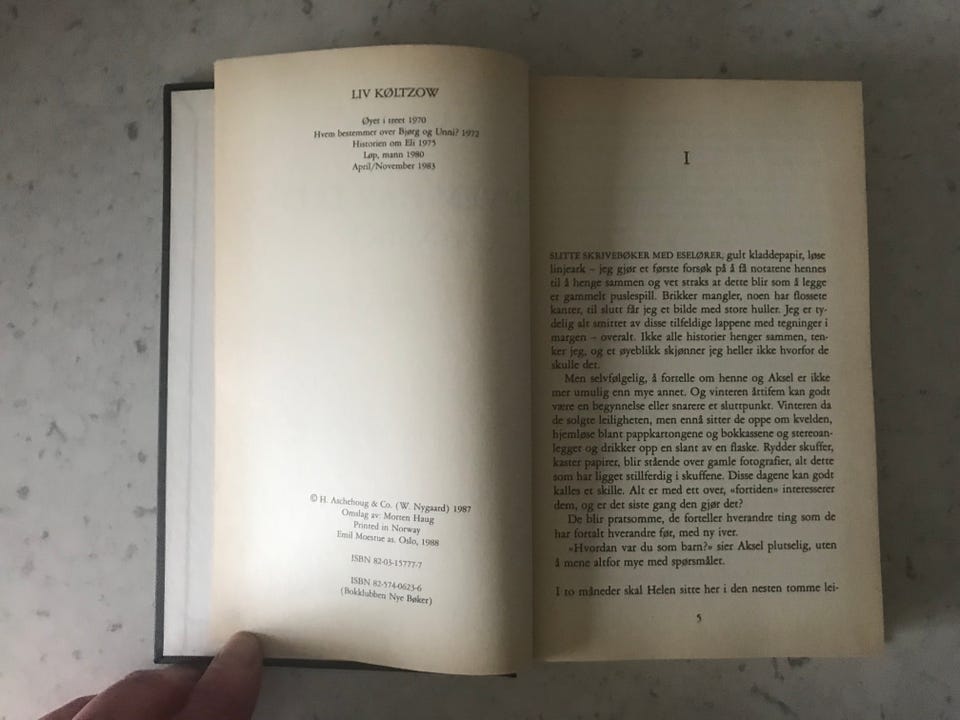 LIV KØLTZOW
Øyet i treet 1970
Hvem bestemmer over Bjørg og Unni? 1972
Historien om Eli 1975
Løp, mann 1980
April/November 1983
© H. Aschehoug & Co. (W. Nygaard) 1987
Omslag av: Morten Haug
Printed in Norway
Emil Moestue as. Oslo, 1988
ISBN 82-03-15777-7
ISBN 82-574-0623-6
(Bokklubben Nye Bøker)
I
SLITTE SKRIVEBØKER MED ESELØRER, gult kladdepapir, løse
linjeark – jeg gjør et første forsøk på å få notatene hennes
til å henge sammen og vet straks at dette blir som å legge
et gammelt puslespill. Brikker mangler, noen har flossete
kanter, til slutt får jeg et bilde med store huller. Jeg er ty-
delig alt smittet av disse tilfeldige lappene med tegninger i
margen – overalt. Ikke alle historier henger sammen, ten-
ker jeg, og et øyeblikk skjønner jeg heller ikke hvorfor de
skulle det.
Men selvfølgelig, å fortelle om henne og Aksel er ikke
mer umulig enn mye annet. Og vinteren åttifem kan godt
være en begynnelse eller snarere et sluttpunkt. Vinteren da
de solgte leiligheten, men ennå sitter de oppe om kvelden,
hjemløse blant pappkartongene og bokkassene og stereoan-
legget og drikker opp en slant av en flaske. Rydder skuffer,
kaster papirer, blir stående over gamle fotografier, alt dette
som har ligget stillferdig i skuffene. Disse dagene kan godt
kalles et skille. Alt er med ett over, «fortiden» interesserer
dem, og er det siste gang den gjør det?
De blir pratsomme, de forteller hverandre ting som de
har fortalt hverandre før, med ny iver.
«Hvordan var du som barn?» sier Aksel plutselig, uten
å mene altfor mye med spørsmålet.
I to måneder skal Helen sitte her i den nesten tomme lei-
5